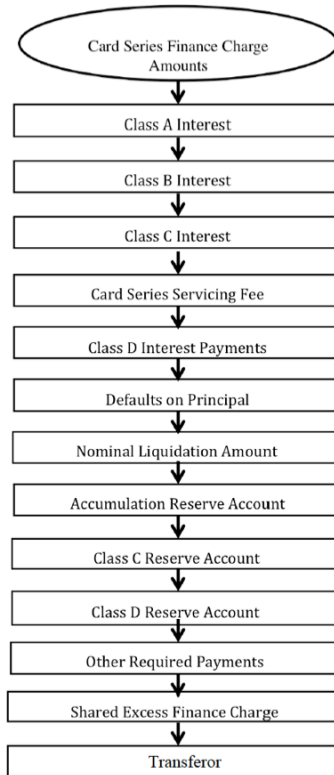 Card Series Finance Charge
Amounts
Class A Interest
Class B Interest
Class C Interest
Card Series Servicing Fee
Class D Interest Payments
Defaults on Principal
Nominal Liquidation Amount
Accumulation Reserve Account
Class C Reserve Account
Class D Reserve Account
Other Required Payments
Shared Excess Finance Charge
Transferor